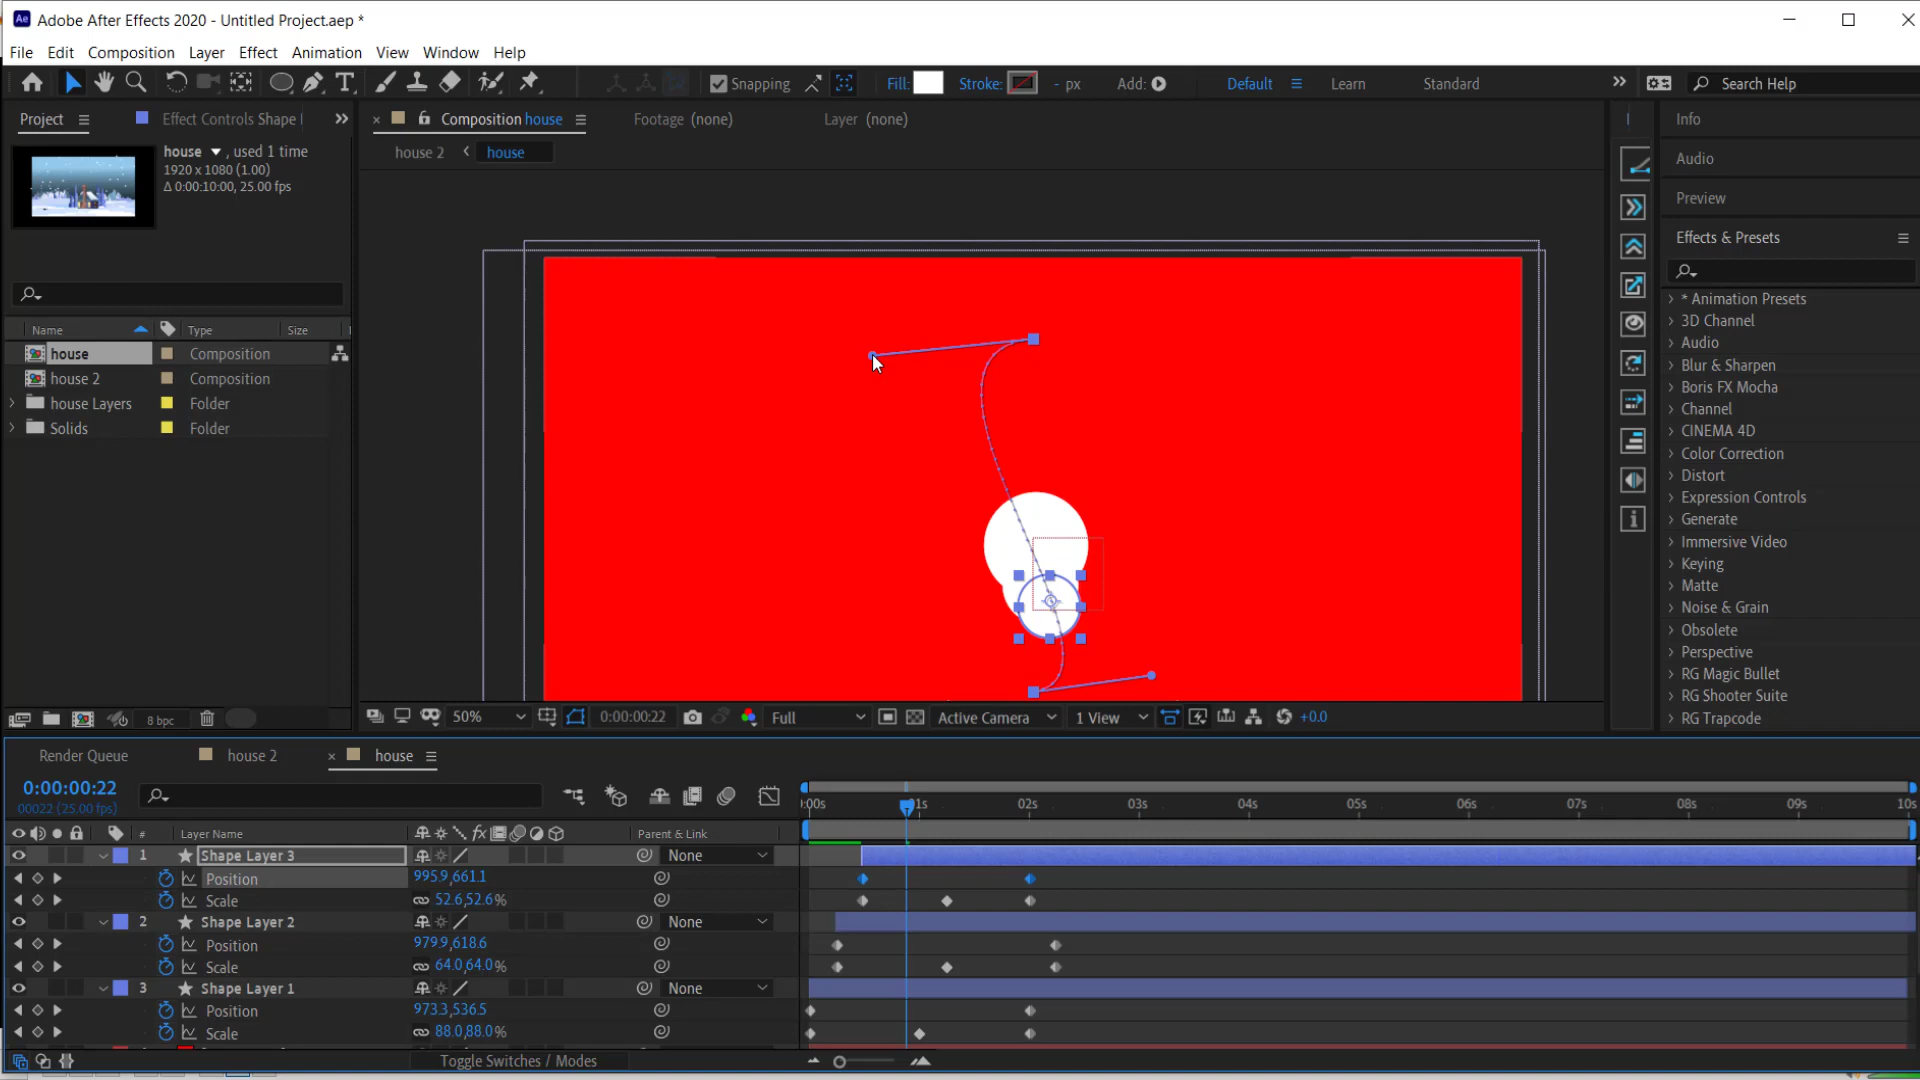 Adobe After Effects 2020 - Untitled Project.aep *
File Edit Composition Layer Effect Animation View Window Help
Snapping Fill: Stroke: - px Add: Default Learn Standard Search Help
Project Effect Controls Shape Composition house Footage (none) Layer (none)
house , used 1 time
1920 x 1080 (1.00)
Δ 0:00:10:00, 25.00 fps
house 2 house
Name Type Size
house Composition
house 2 Composition
house Layers Folder
Solids Folder
8 bpc
50% 0:00:00:22 Full Active Camera 1 View +0.0
Info
Audio
Preview
Effects & Presets
* Animation Presets
3D Channel
Audio
Blur & Sharpen
Boris FX Mocha
Channel
CINEMA 4D
Color Correction
Distort
Expression Controls
Generate
Immersive Video
Keying
Matte
Noise & Grain
Obsolete
Perspective
RG Magic Bullet
RG Shooter Suite
RG Trapcode
Render Queue house 2 house
0:00:00:22
00022 (25.00 fps)
:00s 01s 02s 03s 04s 05s 06s 07s 08s 09s 10s
# Layer Name fx Parent & Link
1 Shape Layer 3 None
Position 995.9,661.1
Scale 52.6,52.6%
2 Shape Layer 2 None
Position 979.9,618.6
Scale 64.0,64.0%
3 Shape Layer 1 None
Position 973.3,536.5
Scale 88.0,88.0%
Toggle Switches / Modes